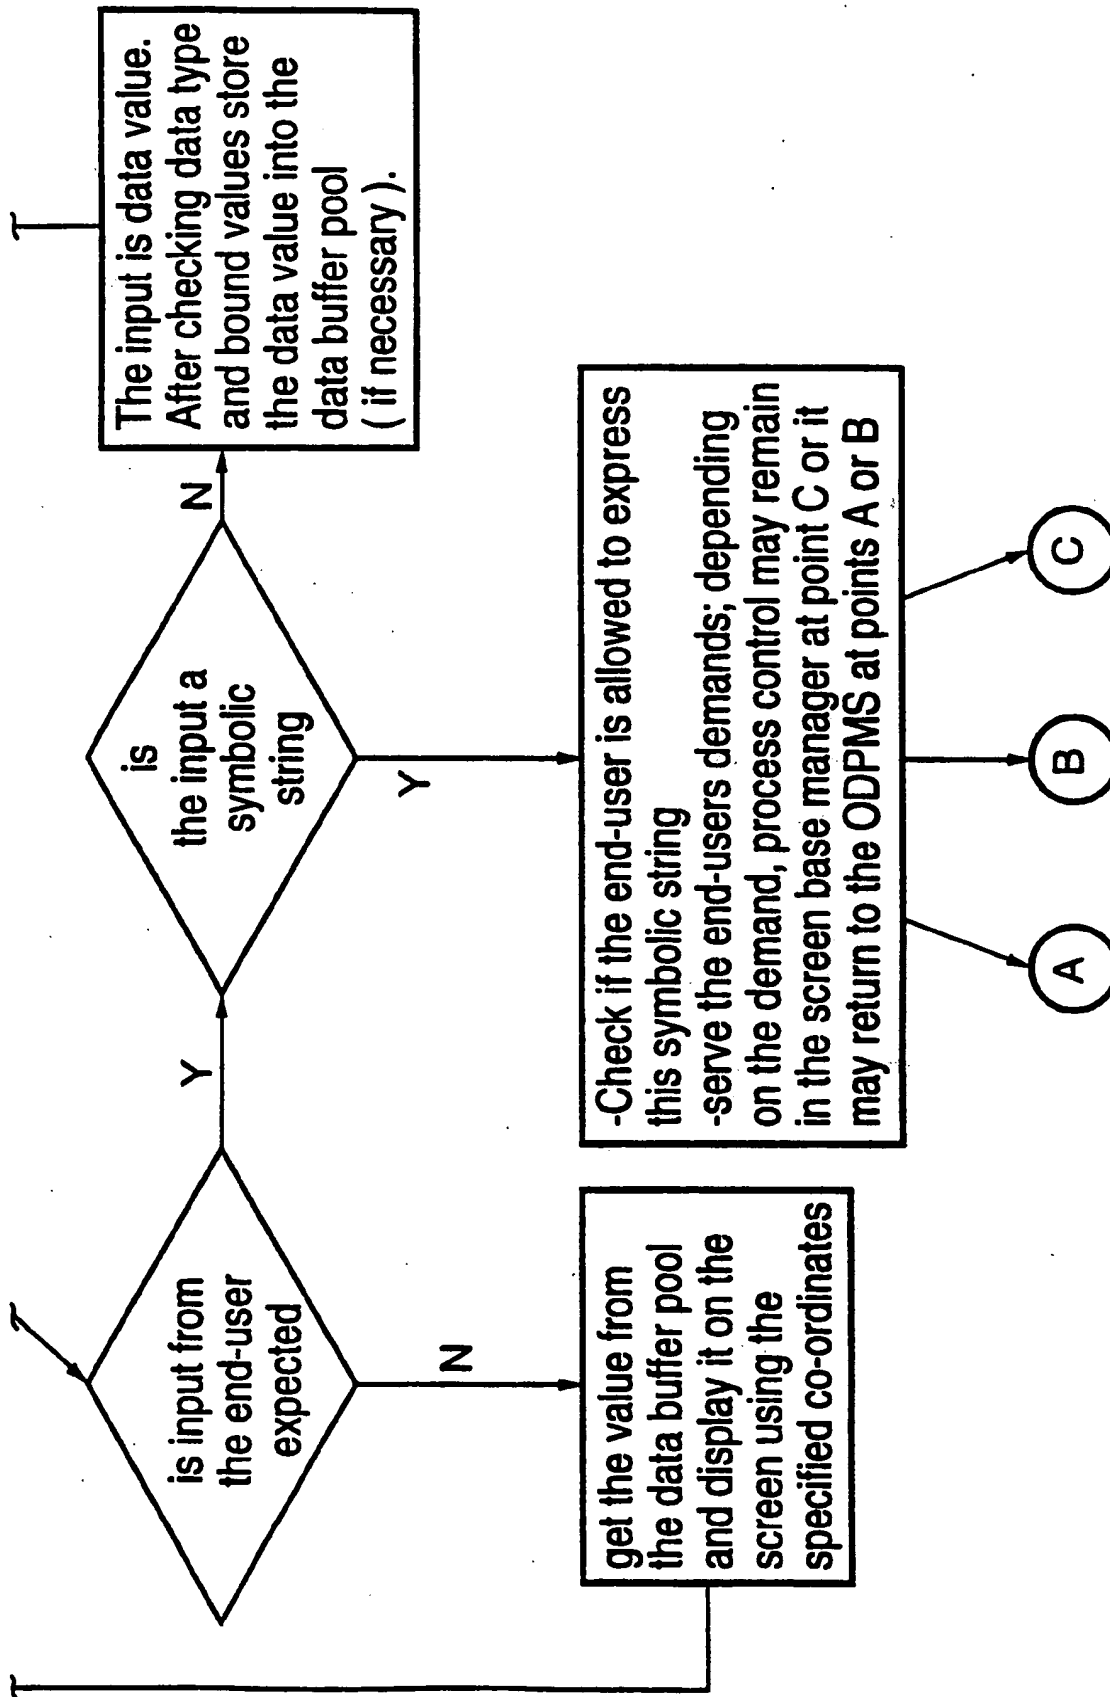 is input from
the end-user
expected
Y
N
get the value from
the data buffer pool
and display it on the
screen using the
specified co-ordinates
is
the input a
symbolic
string
N
Y
The input is data value.
After checking data type
and bound values store
the data value into the
data buffer pool
( if necessary ).
-Check if the end-user is allowed to express
this symbolic string
-serve the end-users demands; depending
on the demand, process control may remain
in the screen base manager at point C or it
may return to the ODPMS at points A or B
A
B
C